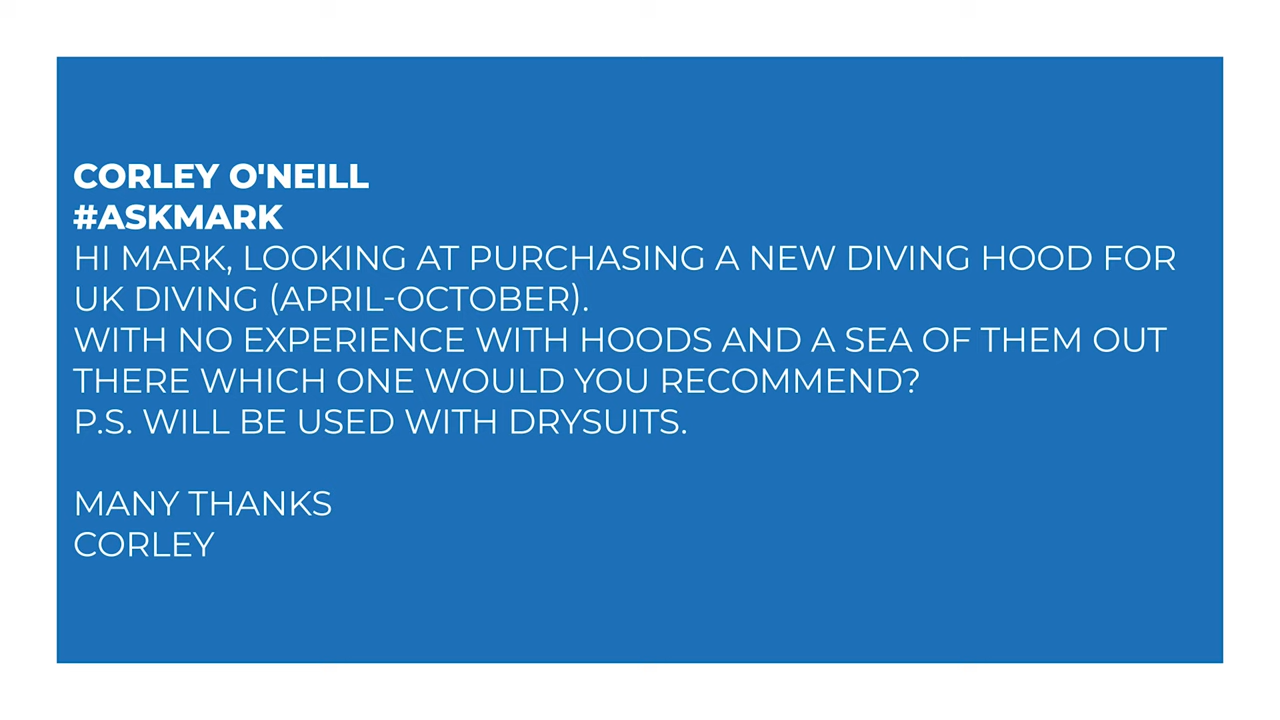 CORLEY O'NEILL
#ASKMARK
HI MARK, LOOKING AT PURCHASING A NEW DIVING HOOD FOR
UK DIVING (APRIL-OCTOBER).
WITH NO EXPERIENCE WITH HOODS AND A SEA OF THEM OUT
THERE WHICH ONE WOULD YOU RECOMMEND?
P.S. WILL BE USED WITH DRYSUITS.
MANY THANKS
CORLEY